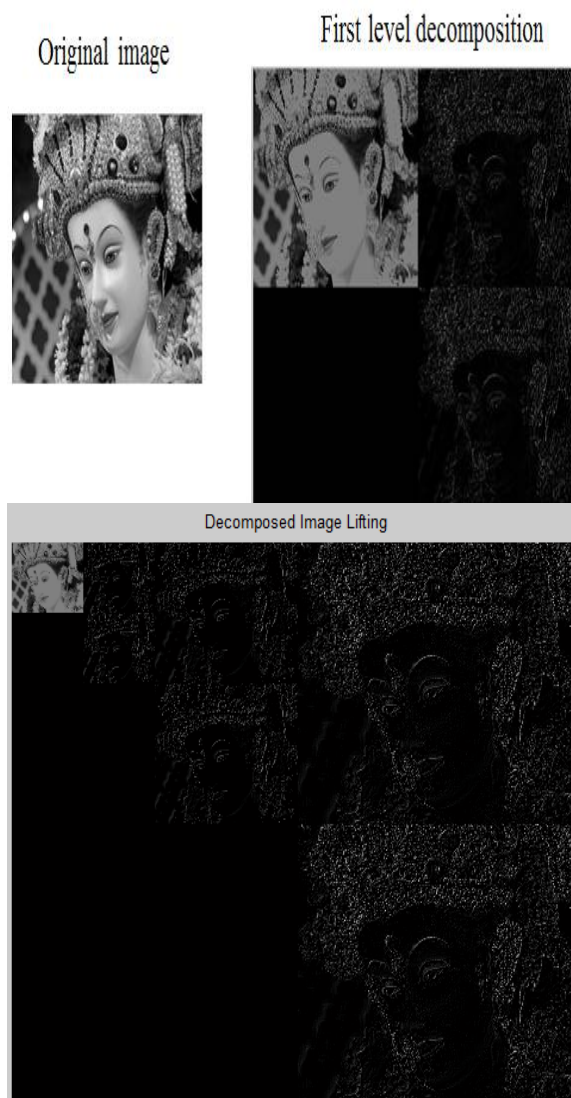 Original image
First level decomposition
Decomposed Image Lifting